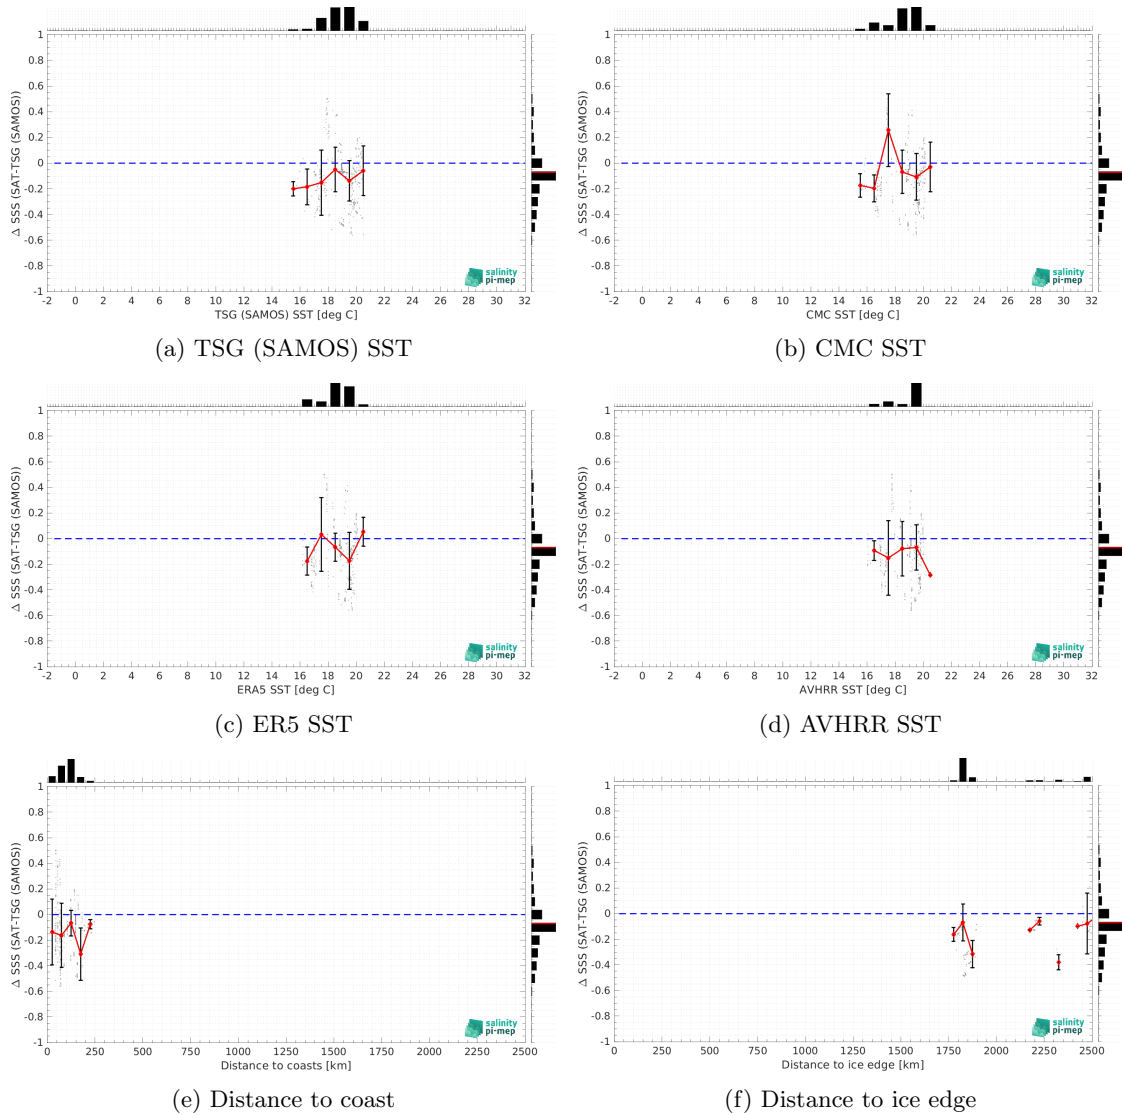 1
0.8
0.6
0.4
0.2
0
-0.2
-0.4
-0.6
-0.8
-1
Δ SSS (SAT-TSG (SAMOS))
salinity
pi-mep
-2 0 2 4 6 8 10 12 14 16 18 20 22 24 26 28 30 32
TSG (SAMOS) SST [deg C]
(a) TSG (SAMOS) SST
1
0.8
0.6
0.4
0.2
0
-0.2
-0.4
-0.6
-0.8
-1
Δ SSS (SAT-TSG (SAMOS))
salinity
pi-mep
-2 0 2 4 6 8 10 12 14 16 18 20 22 24 26 28 30 32
CMC SST [deg C]
(b) CMC SST
1
0.8
0.6
0.4
0.2
0
-0.2
-0.4
-0.6
-0.8
-1
Δ SSS (SAT-TSG (SAMOS))
salinity
pi-mep
-2 0 2 4 6 8 10 12 14 16 18 20 22 24 26 28 30 32
ERA5 SST [deg C]
(c) ER5 SST
1
0.8
0.6
0.4
0.2
0
-0.2
-0.4
-0.6
-0.8
-1
Δ SSS (SAT-TSG (SAMOS))
salinity
pi-mep
-2 0 2 4 6 8 10 12 14 16 18 20 22 24 26 28 30 32
AVHRR SST [deg C]
(d) AVHRR SST
1
0.8
0.6
0.4
0.2
0
-0.2
-0.4
-0.6
-0.8
-1
Δ SSS (SAT-TSG (SAMOS))
salinity
pi-mep
0 250 500 750 1000 1250 1500 1750 2000 2250 2500
Distance to coasts [km]
(e) Distance to coast
1
0.8
0.6
0.4
0.2
0
-0.2
-0.4
-0.6
-0.8
-1
Δ SSS (SAT-TSG (SAMOS))
salinity
pi-mep
0 250 500 750 1000 1250 1500 1750 2000 2250 2500
Distance to ice edge [km]
(f) Distance to ice edge